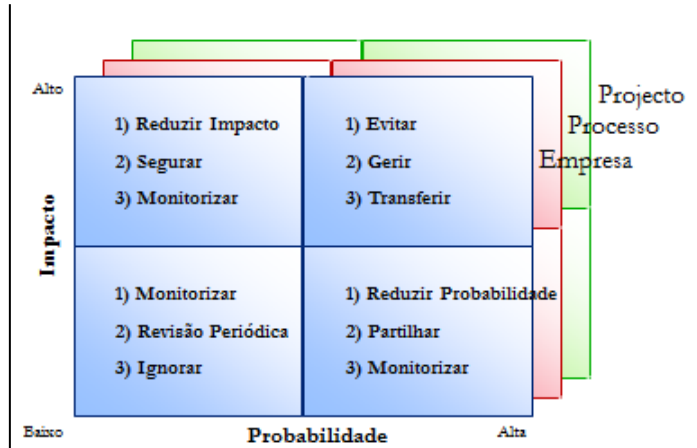 Alto
Projecto
Processo
Empresa
1) Reduzir Impacto
2) Segurar
3) Monitorizar
1) Evitar
2) Gerir
3) Transferir
Impacto
1) Monitorizar
2) Revisão Periódica
3) Ignorar
1) Reduzir Probabilidade
2) Partilhar
3) Monitorizar
Baixo
Probabilidade
Alta